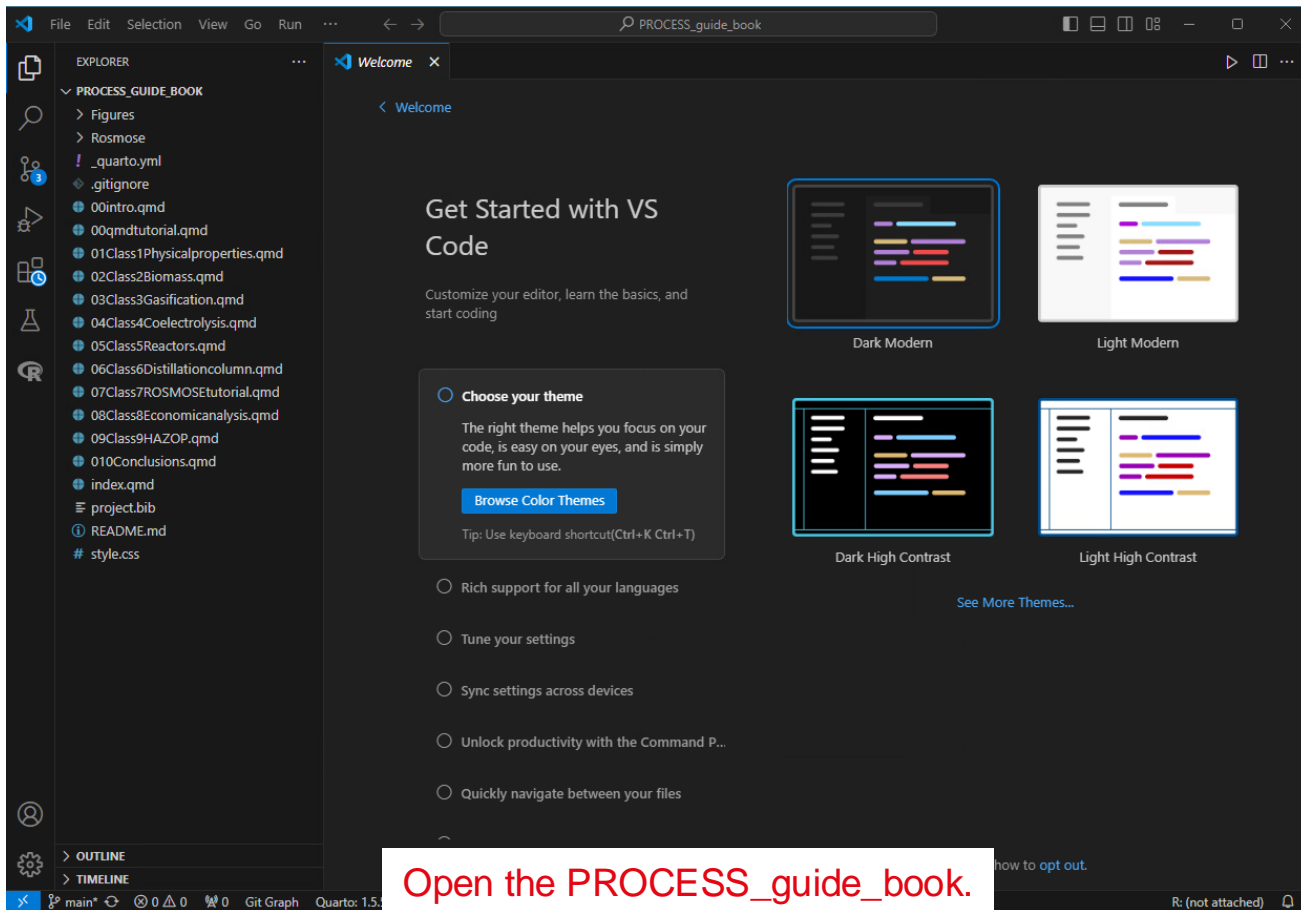 File Edit Selection View Go Run ··· PROCESS_guide_book
EXPLORER ···
PROCESS_GUIDE_BOOK
Figures
Rosmose
_quarto.yml
.gitignore
00intro.qmd
00qmdtutorial.qmd
01Class1Physicalproperties.qmd
02Class2Biomass.qmd
03Class3Gasification.qmd
04Class4Coelectrolysis.qmd
05Class5Reactors.qmd
06Class6Distillationcolumn.qmd
07Class7ROSMOSEtutorial.qmd
08Class8Economicanalysis.qmd
09Class9HAZOP.qmd
010Conclusions.qmd
index.qmd
project.bib
README.md
style.css
OUTLINE
TIMELINE
3
Welcome
Welcome
Get Started with VS
Code
Customize your editor, learn the basics, and
start coding
Choose your theme
The right theme helps you focus on your
code, is easy on your eyes, and is simply
more fun to use.
Browse Color Themes
Tip: Use keyboard shortcut(Ctrl+K Ctrl+T)
Rich support for all your languages
Tune your settings
Sync settings across devices
Unlock productivity with the Command P...
Quickly navigate between your files
Dark Modern
Light Modern
Dark High Contrast
Light High Contrast
See More Themes...
how to opt out.
Open the PROCESS_guide_book.
main* 0 0 0 Git Graph Quarto: 1.5. R: (not attached)